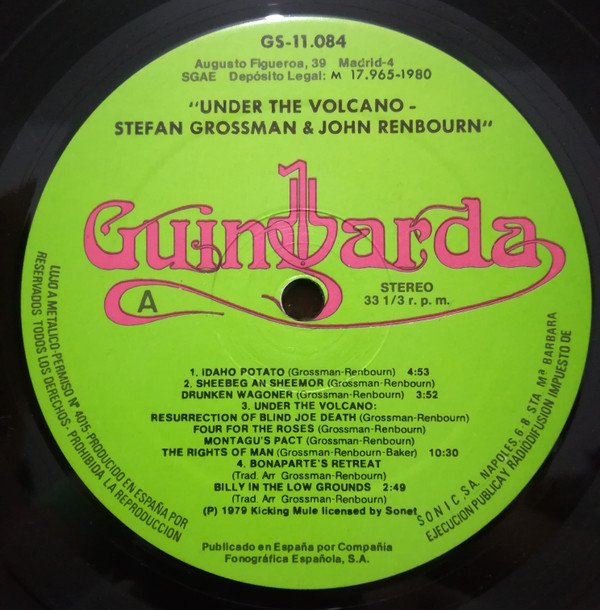 GS-11.084
Augusto Figueroa, 39 Madrid-4
SGAE Depósito Legal: M 17.965-1980
"UNDER THE VOLCANO -
STEFAN GROSSMAN & JOHN RENBOURN"
Guimbarda
A
STEREO
33 1/3 r. p. m.
1. IDAHO POTATO (Grossman-Renbourn) 4:53
2. SHEEBEG AN SHEEMOR (Grossman-Renbourn)
DRUNKEN WAGONER (Grossman-Renbourn) 3:52
3. UNDER THE VOLCANO:
RESURRECTION OF BLIND JOE DEATH (Grossman-Renbourn)
FOUR FOR THE ROSES (Grossman-Renbourn)
MONTAGU'S PACT (Grossman-Renbourn)
THE RIGHTS OF MAN (Grossman-Renbourn-Baker) 10:30
4. BONAPARTE'S RETREAT
(Trad. Arr Grossman-Renbourn)
BILLY IN THE LOW GROUNDS 2:49
(Trad. Arr Grossman-Renbourn)
(P) 1979 Kicking Mule licensed by Sonet
Publicado en España por Compañia
Fonográfica Española, S.A.
LUJO A METALICO-PERMISO Nº 4015 PRODUCIDO EN ESPAÑA POR
SONIC, S.A. NAPOLES 6-8 STA. Mª BARBARA
RESERVADOS TODOS LOS DERECHOS-PROHIBIDA LA REPRODUCCION
EJECUCION PUBLICA Y RADIODIFUSION IMPUESTO DE